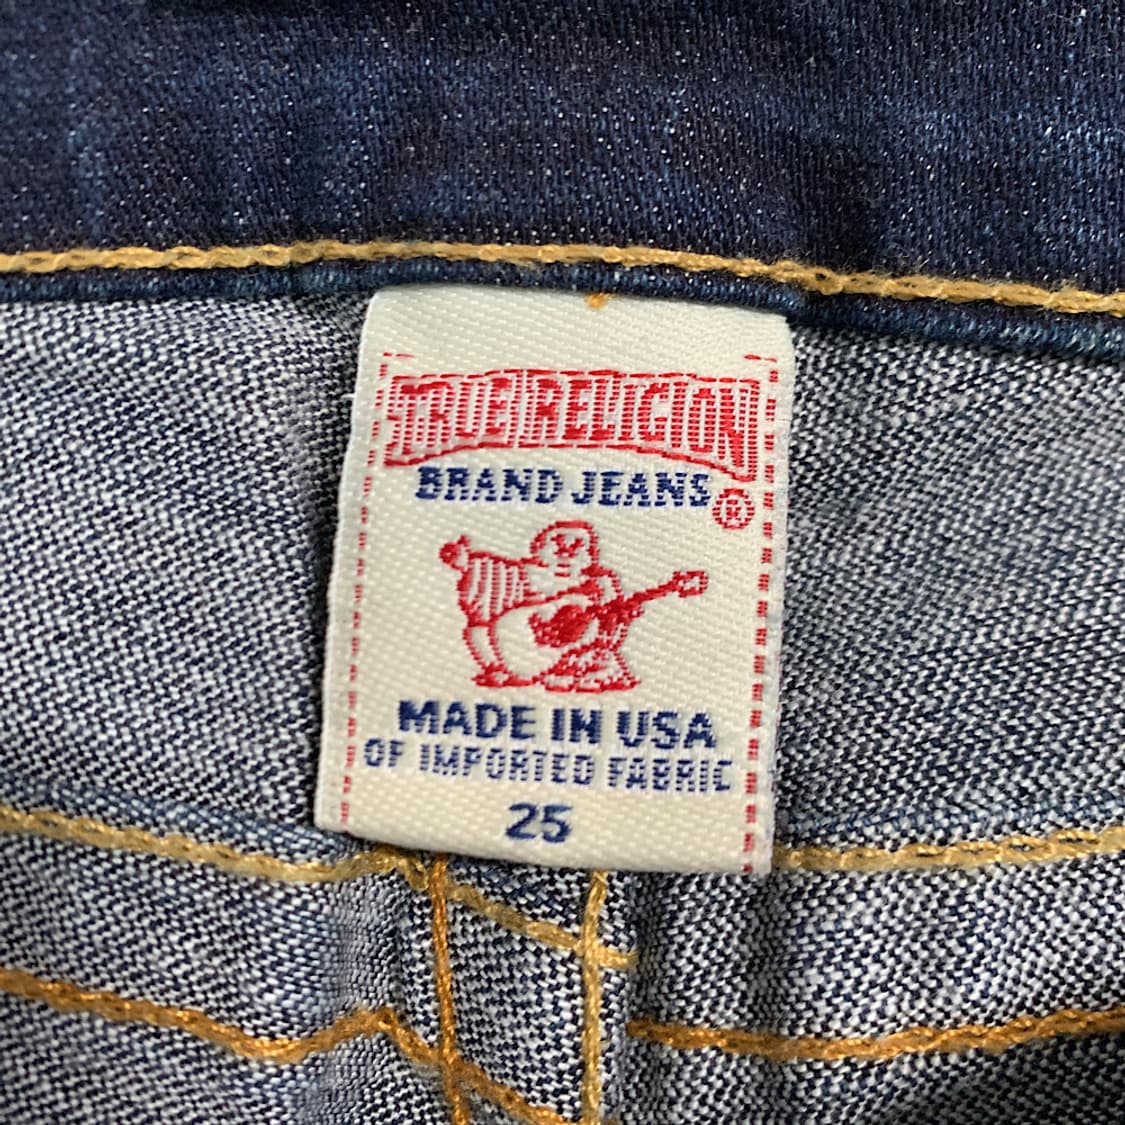 TRUE RELIGION
BRAND JEANS®
MADE IN USA
OF IMPORTED FABRIC
25